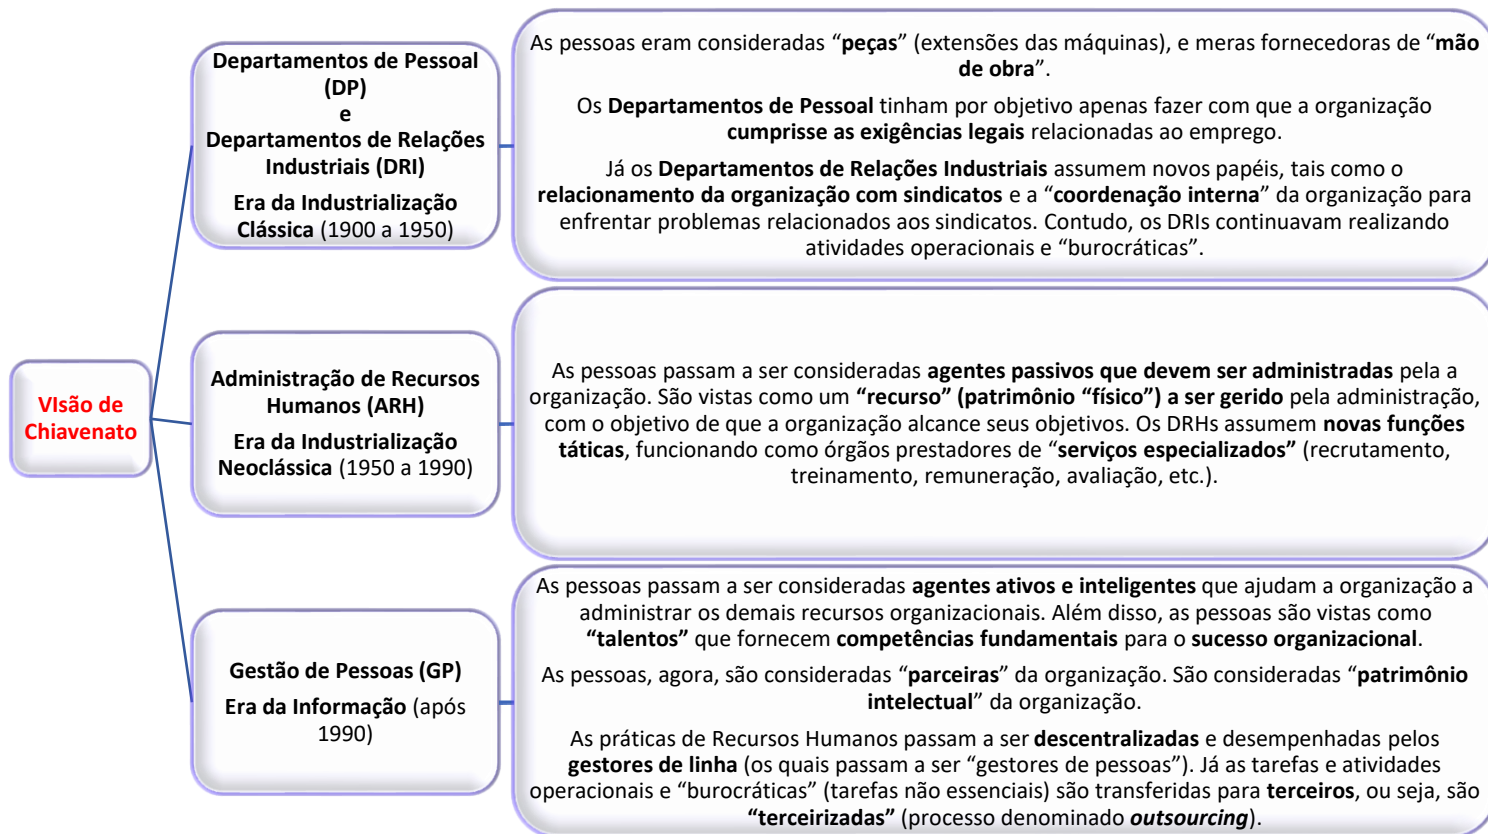 VIsão de
Chiavenato
Departamentos de Pessoal
(DP)
e
Departamentos de Relações
Industriais (DRI)
Era da Industrialização
Clássica (1900 a 1950)
As pessoas eram consideradas “peças” (extensões das máquinas), e meras fornecedoras de “mão
de obra”.
Os Departamentos de Pessoal tinham por objetivo apenas fazer com que a organização
cumprisse as exigências legais relacionadas ao emprego.
Já os Departamentos de Relações Industriais assumem novos papéis, tais como o
relacionamento da organização com sindicatos e a “coordenação interna” da organização para
enfrentar problemas relacionados aos sindicatos. Contudo, os DRIs continuavam realizando
atividades operacionais e “burocráticas”.
Administração de Recursos
Humanos (ARH)
Era da Industrialização
Neoclássica (1950 a 1990)
As pessoas passam a ser consideradas agentes passivos que devem ser administradas pela a
organização. São vistas como um “recurso” (patrimônio “físico”) a ser gerido pela administração,
com o objetivo de que a organização alcance seus objetivos. Os DRHs assumem novas funções
táticas, funcionando como órgãos prestadores de “serviços especializados” (recrutamento,
treinamento, remuneração, avaliação, etc.).
Gestão de Pessoas (GP)
Era da Informação (após
1990)
As pessoas passam a ser consideradas agentes ativos e inteligentes que ajudam a organização a
administrar os demais recursos organizacionais. Além disso, as pessoas são vistas como
“talentos” que fornecem competências fundamentais para o sucesso organizacional.
As pessoas, agora, são consideradas “parceiras” da organização. São consideradas “patrimônio
intelectual” da organização.
As práticas de Recursos Humanos passam a ser descentralizadas e desempenhadas pelos
gestores de linha (os quais passam a ser “gestores de pessoas”). Já as tarefas e atividades
operacionais e “burocráticas” (tarefas não essenciais) são transferidas para terceiros, ou seja, são
“terceirizadas” (processo denominado outsourcing).